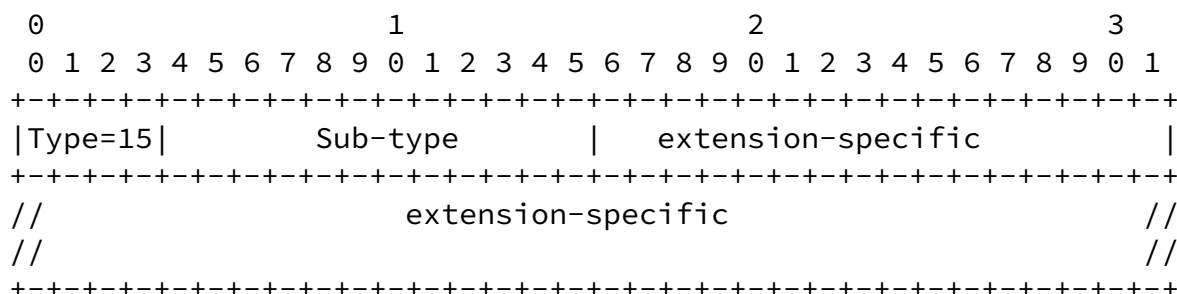 0                   1                   2                   3
 0 1 2 3 4 5 6 7 8 9 0 1 2 3 4 5 6 7 8 9 0 1 2 3 4 5 6 7 8 9 0 1
+-+-+-+-+-+-+-+-+-+-+-+-+-+-+-+-+-+-+-+-+-+-+-+-+-+-+-+-+-+-+-+-+
|Type=15|        Sub-type       |   extension-specific          |
+-+-+-+-+-+-+-+-+-+-+-+-+-+-+-+-+-+-+-+-+-+-+-+-+-+-+-+-+-+-+-+-+
//                    extension-specific                       //
//                                                             //
+-+-+-+-+-+-+-+-+-+-+-+-+-+-+-+-+-+-+-+-+-+-+-+-+-+-+-+-+-+-+-+-+